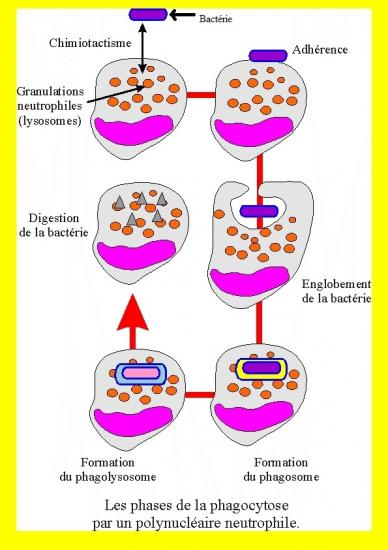 Bactérie
Chimiotactisme
Adhérence
Granulations
neutrophiles
(lysosomes)
Digestion
de la bactérie
Englobement
de la bactérie
Formation
du phagolysosome
Formation
du phagosome
Les phases de la phagocytose
par un polynucléaire neutrophile.